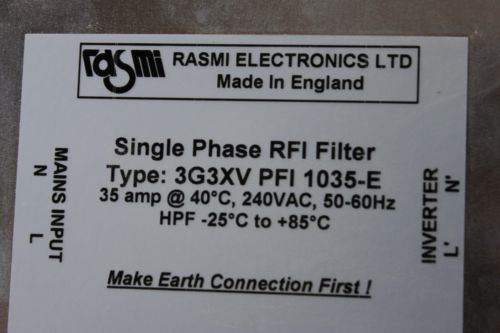 rasmi RASMI ELECTRONICS LTD
Made In England
Single Phase RFI Filter
Type: 3G3XV PFI 1035-E
35 amp @ 40°C, 240VAC, 50-60Hz
HPF -25°C to +85°C
MAINS INPUT
N
L
INVERTER
N'
L'
Make Earth Connection First !